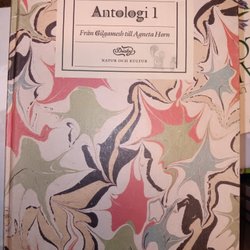 Antologi 1
Från Gilgamesh till Agneta Horn
NATUR OCH KULTUR